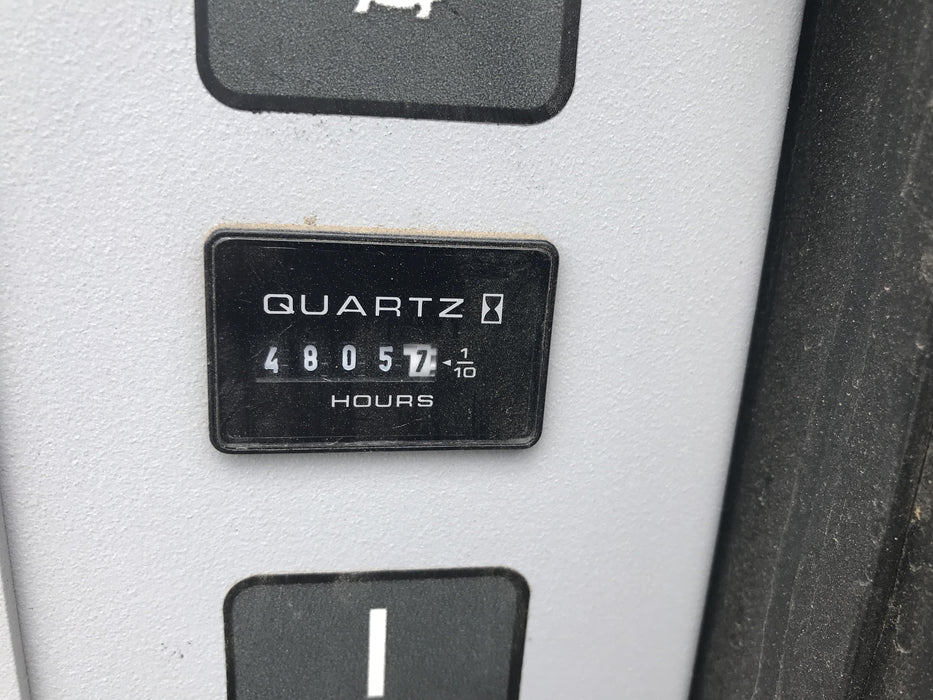 QUARTZ
48057 1/10
HOURS